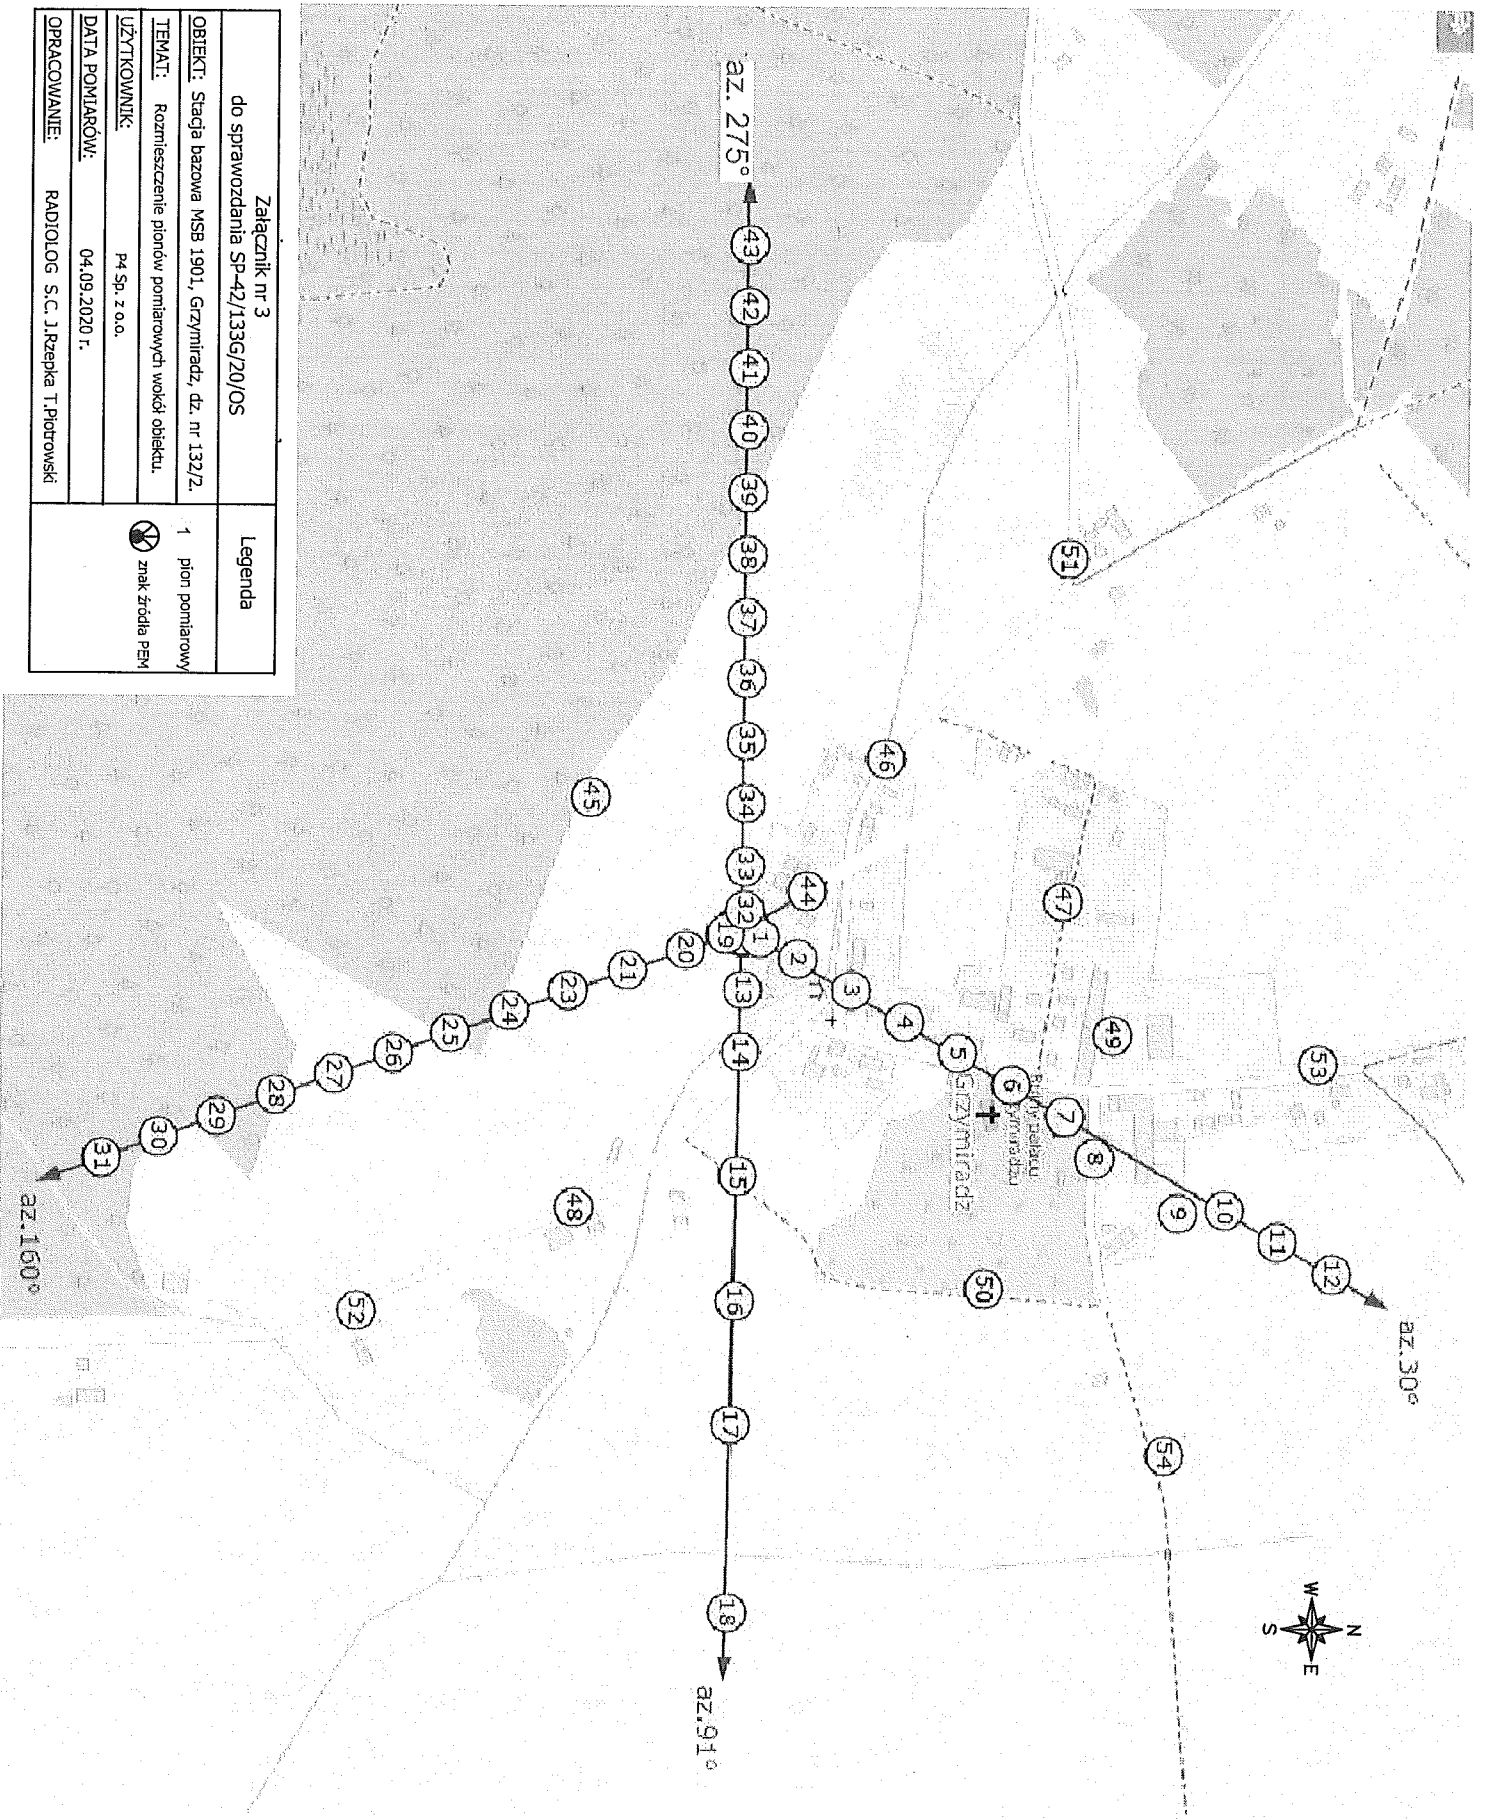 az. 275°
43
42
41
40
39
38
37
36
35
34
33
32
44
1
2
3
4
5
6
7
8
9
10
11
12
az.30°
13
14
15
16
17
18
az.91°
19
20
21
23
24
25
26
27
28
29
30
31
az.160°
45
46
47
48
49
50
51
52
53
54
Ruiny pałacu
Grzymiradz
N
W
E
S
Załącznik nr 3
do sprawozdania SP-42/133G/20/OS
OBIEKT: Stacja bazowa MSB 1901, Grzymiradz, dz. nr 132/2.
TEMAT: Rozmieszczenie pionów pomiarowych wokół obiektu.
UŻYTKOWNIK: P4 Sp. z o.o.
DATA POMIARÓW: 04.09.2020 r.
OPRACOWANIE: RADIOLOG S.C. J.Rzepka T.Piotrowski
Legenda
1 pion pomiarowy
znak źródła PEM